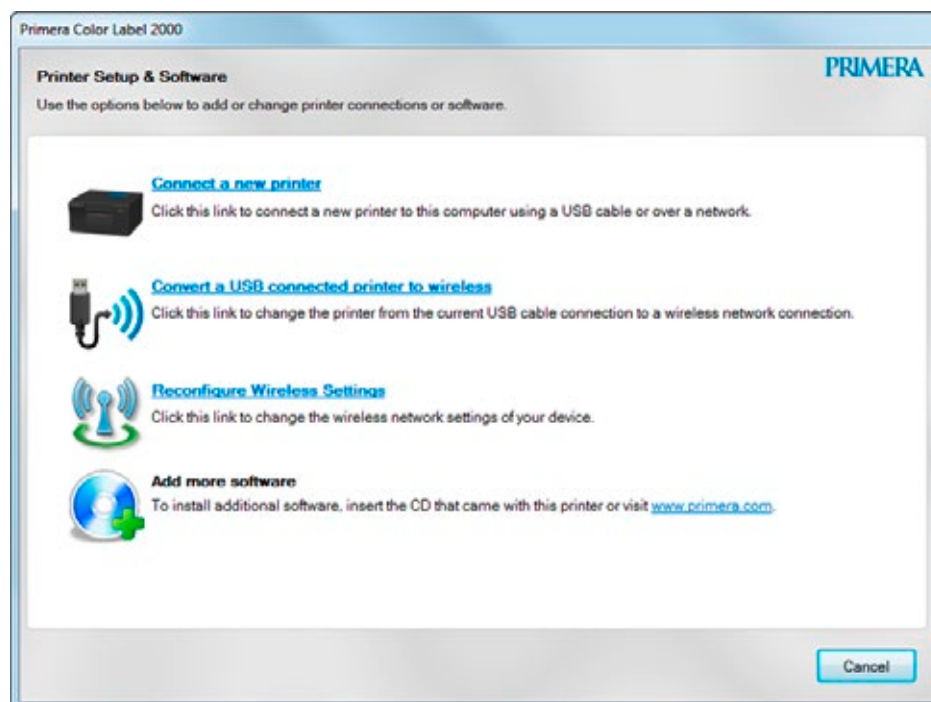 Primera Color Label 2000
PRIMERA
Printer Setup & Software
Use the options below to add or change printer connections or software.
Connect a new printer
Click this link to connect a new printer to this computer using a USB cable or over a network.
Convert a USB connected printer to wireless
Click this link to change the printer from the current USB cable connection to a wireless network connection.
Reconfigure Wireless Settings
Click this link to change the wireless network settings of your device.
Add more software
To install additional software, insert the CD that came with this printer or visit www.primera.com.
Cancel